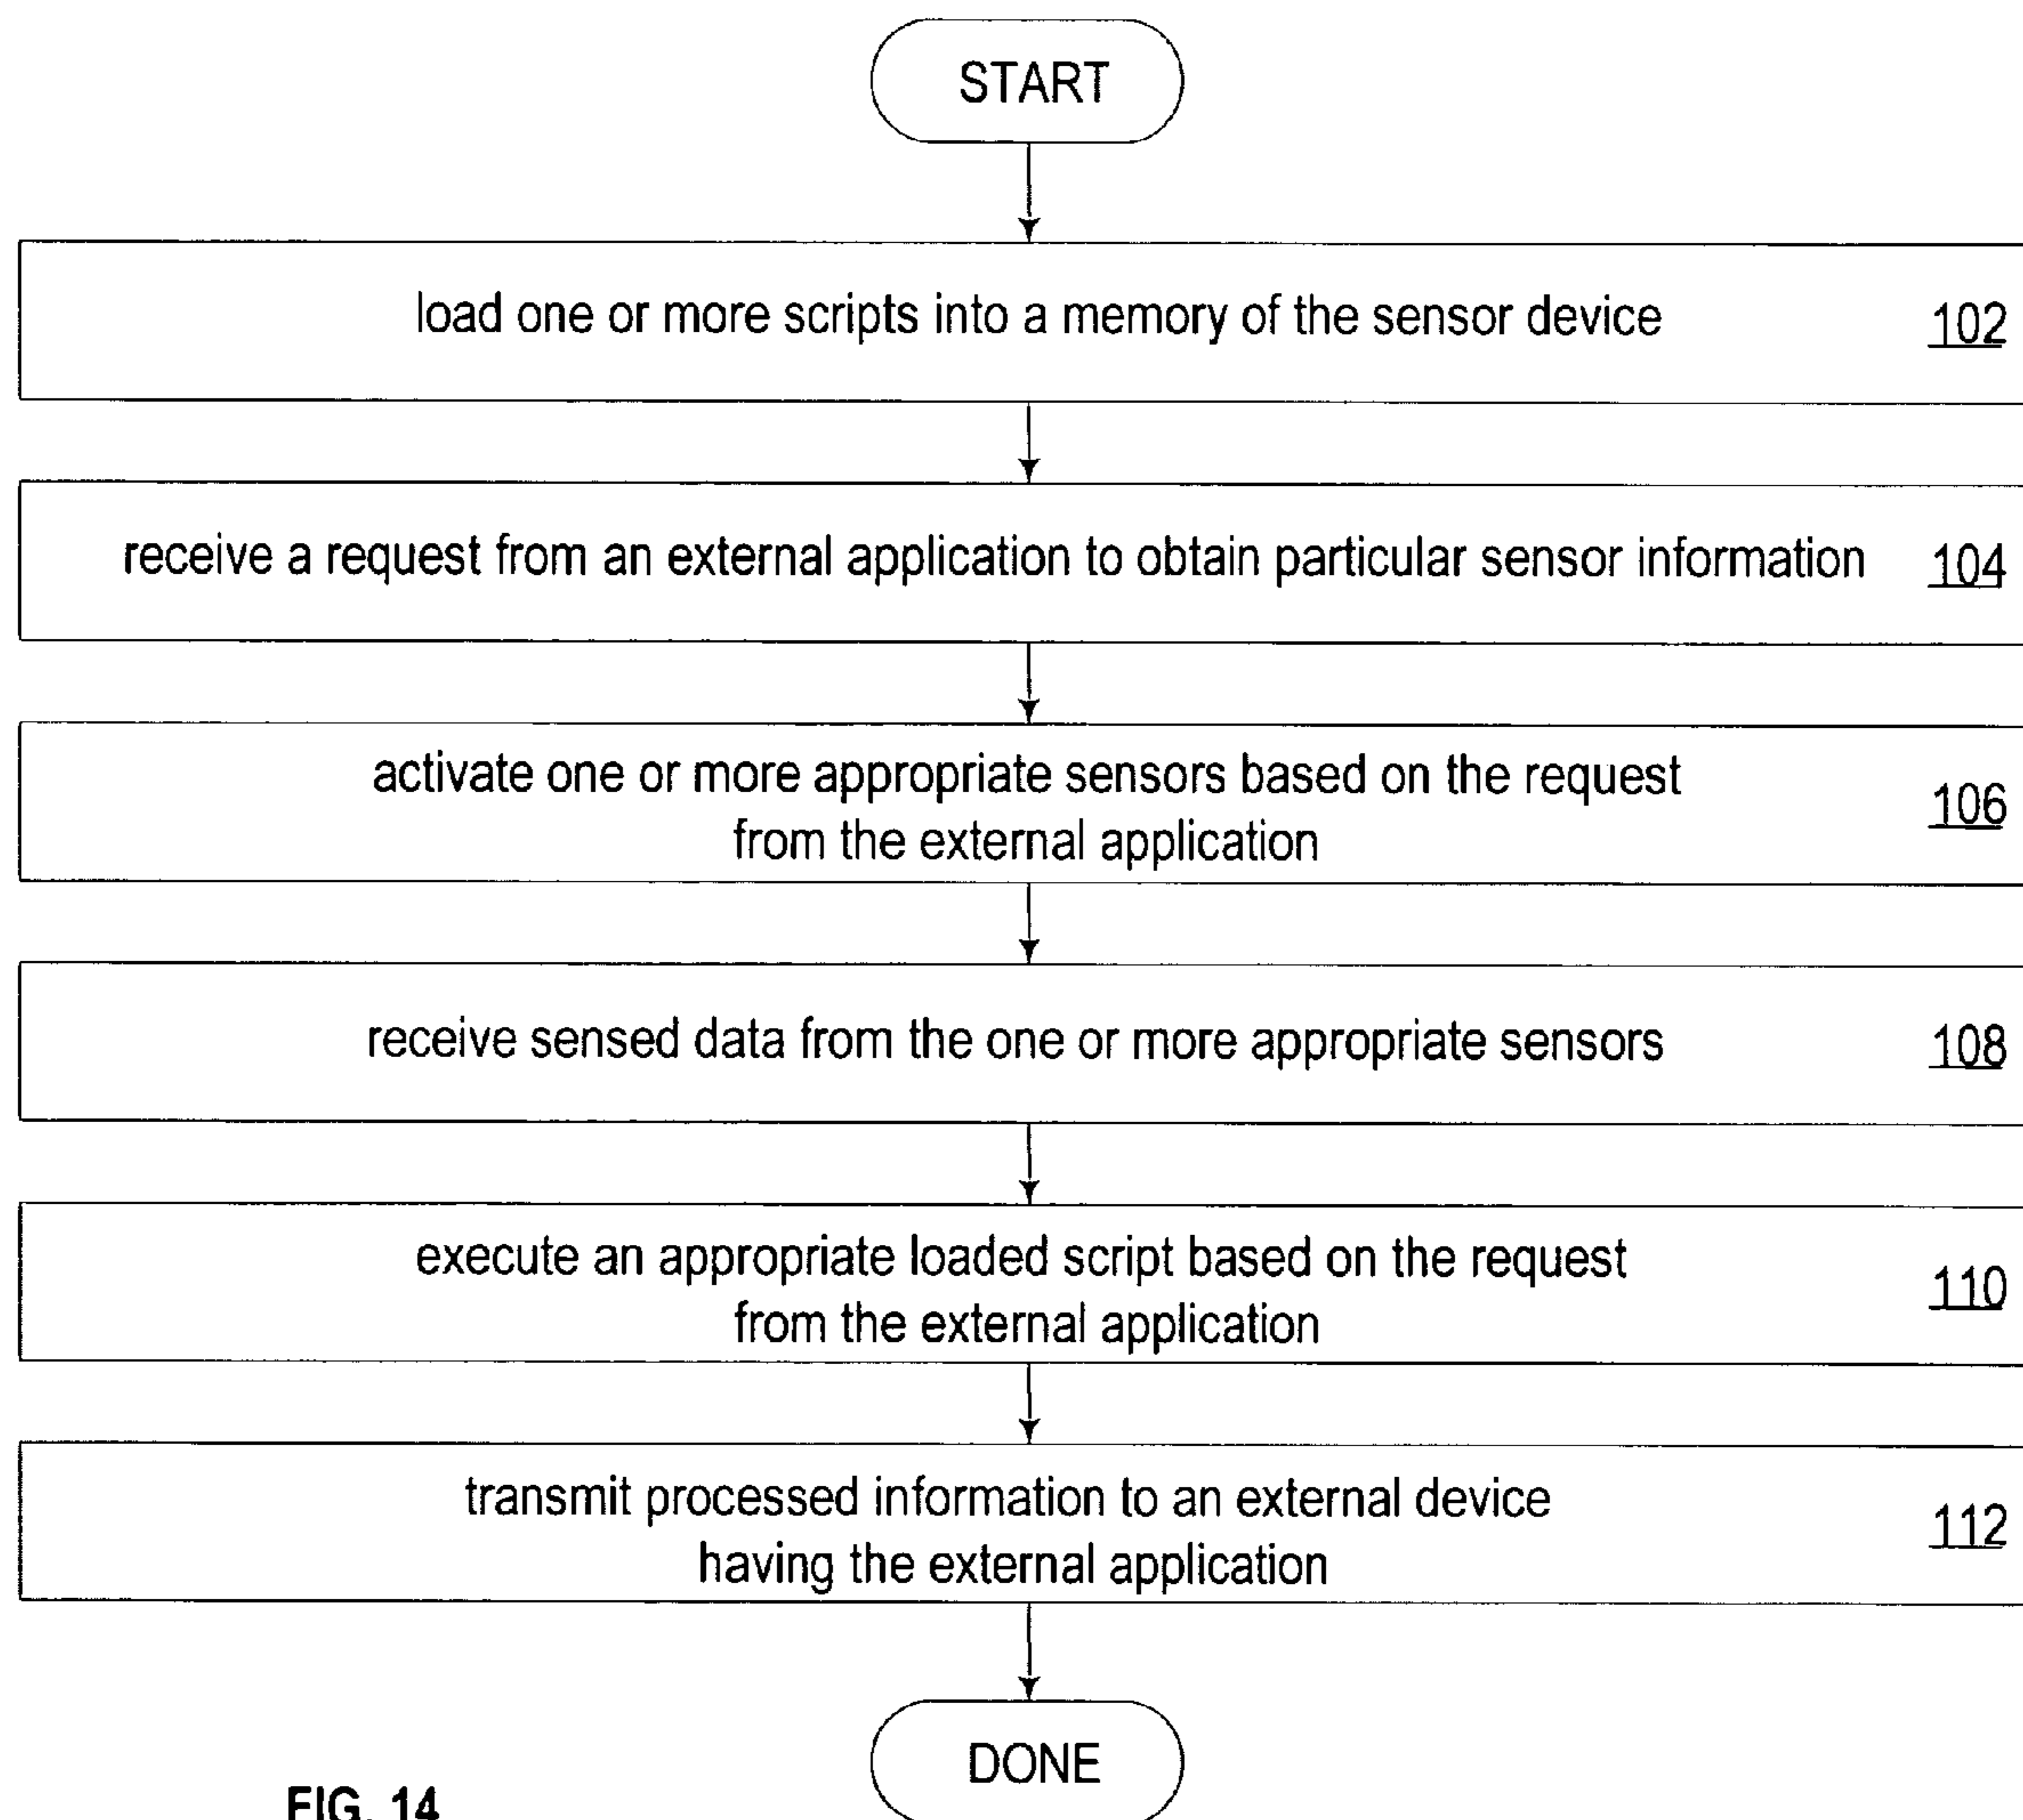 START
load one or more scripts into a memory of the sensor device 102
receive a request from an external application to obtain particular sensor information 104
activate one or more appropriate sensors based on the request
from the external application 106
receive sensed data from the one or more appropriate sensors 108
execute an appropriate loaded script based on the request
from the external application 110
transmit processed information to an external device
having the external application 112
DONE
FIG. 14